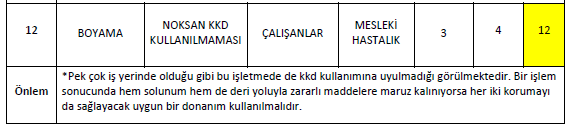 12 BOYAMA NOKSAN KKD KULLANILMAMASI ÇALIŞANLAR MESLEKİ HASTALIK 3 4 12
Önlem *Pek çok iş yerinde olduğu gibi bu işletmede de kkd kullanımına uyulmadığı görülmektedir. Bir işlem
sonucunda hem solunum hem de deri yoluyla zararlı maddelere maruz kalınıyorsa her iki korumayı
da sağlayacak uygun bir donanım kullanılmalıdır.